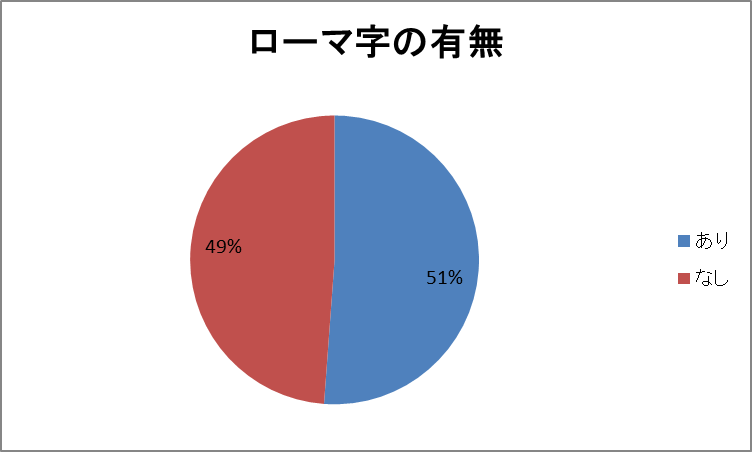 ローマ字の有無
49%
51%
あり
なし